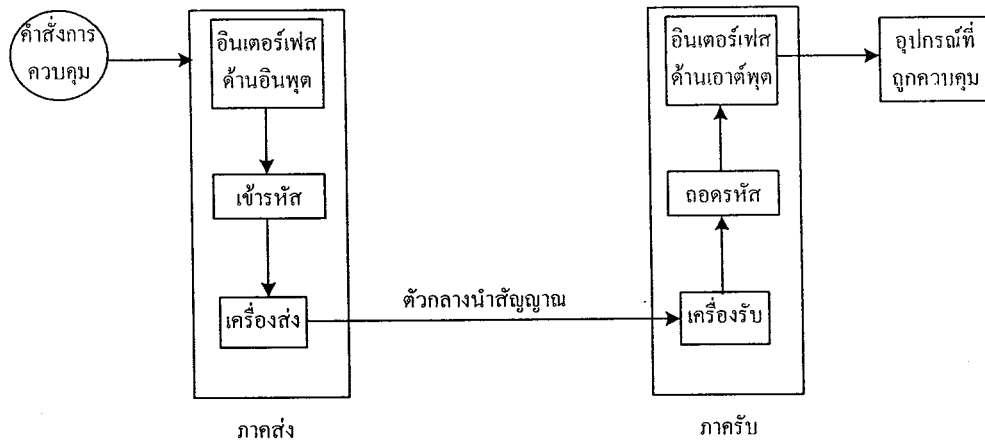 คำสั่งการ
ควบคุม
อินเตอร์เฟส
ด้านอินพุต
เข้ารหัส
เครื่องส่ง
ภาคส่ง
ตัวกลางนำสัญญาณ
อินเตอร์เฟส
ด้านเอาต์พุต
ถอดรหัส
เครื่องรับ
ภาครับ
อุปกรณ์ที่
ถูกควบคุม